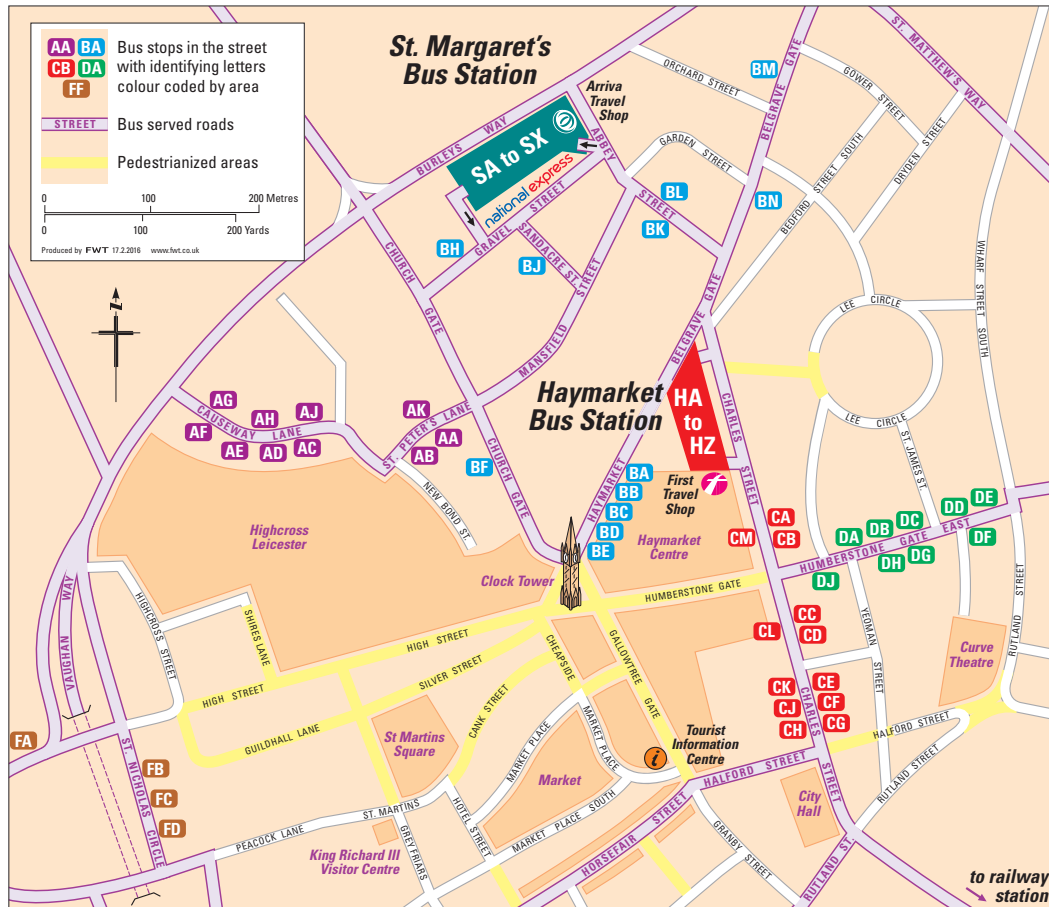 AA BA Bus stops in the street
CB DA with identifying letters
FF colour coded by area
STREET Bus served roads
Pedestrianized areas
0 100 200 Metres
0 100 200 Yards
Produced by FWT 17.2.2016 www.fwt.co.uk
St. Margaret's
Bus Station
Arriva
Travel
Shop
SA to SX
national express
BURLEYS WAY
ABBEY
STREET
GRAVEL STREET
SANDACRE ST.
MANSFIELD STREET
CHURCH GATE
ORCHARD STREET
GARDEN STREET
BELGRAVE GATE
GOWER STREET
ST. MATTHEW'S WAY
BEDFORD STREET SOUTH
DRYDEN STREET
WHARF STREET SOUTH
BM
BN
BL
BK
BH
BJ
N
LEE CIRCLE
LEE CIRCLE
ST. JAMES ST.
BELGRAVE GATE
Haymarket
Bus Station
HA
to
HZ
CHARLES
STREET
First
Travel
Shop
AG
AH
AJ
AK
AF
AE
AD
AC
AA
AB
CAUSEWAY LANE
ST. PETER'S LANE
NEW BOND ST.
CHURCH GATE
BF
HAYMARKET
BA
BB
BC
BD
BE
Haymarket
Centre
Highcross
Leicester
Clock Tower
CM
CA
CB
DA
DB
DC
DD
DE
DF
DG
DH
DJ
HUMBERSTONE GATE EAST
HUMBERSTONE GATE
VAUGHAN WAY
HIGHCROSS STREET
SHIRES LANE
HIGH STREET
HIGH STREET
SILVER STREET
GUILDHALL LANE
CANK STREET
CHEAPSIDE
GALLOWTREE GATE
MARKET PLACE
MARKET PLACE
MARKET PLACE SOUTH
CL
CC
CD
CK
CJ
CH
CE
CF
CG
CHARLES
STREET
YEOMAN STREET
RUTLAND STREET
Curve
Theatre
HALFORD STREET
HALFORD STREET
RUTLAND STREET
RUTLAND ST.
St Martins
Square
Market
Tourist
Information
Centre
i
City
Hall
FA
FB
FC
FD
ST. NICHOLAS CIRCLE
PEACOCK LANE
ST. MARTINS
HOTEL STREET
GREYFRIARS
King Richard III
Visitor Centre
HORSEFAIR STREET
GRANBY STREET
to railway
station